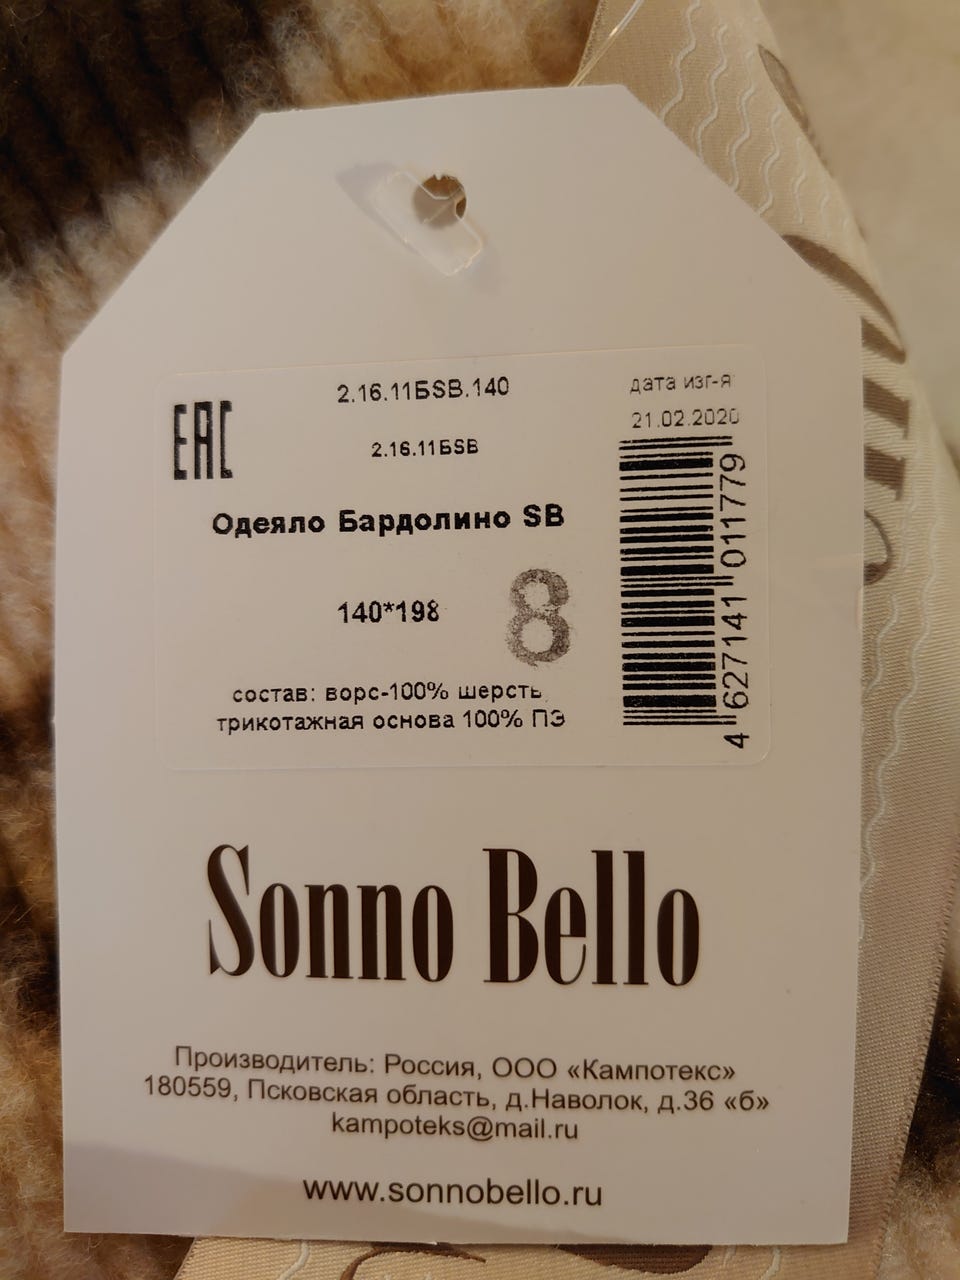 EAC
2.16.11БSB.140
дата изг-я
21.02.2020
2.16.11БSB
Одеяло Бардолино SB
140*198
8
состав: ворс-100% шерсть,
трикотажная основа 100% ПЭ
4 627141 011779
Sonno Bello
Производитель: Россия, ООО «Кампотекс»
180559, Псковская область, д.Наволок, д.36 «б»
kampoteks@mail.ru
www.sonnobello.ru